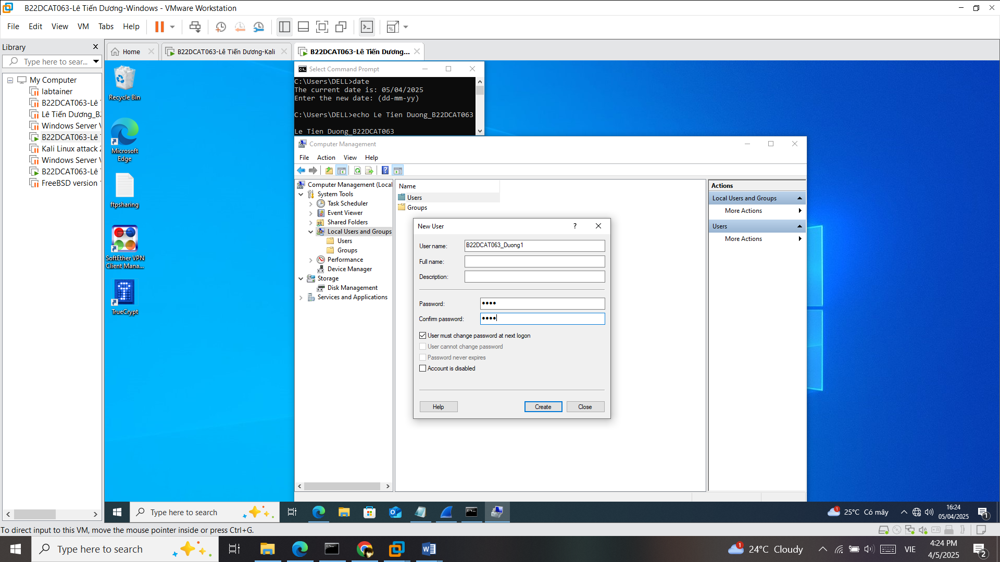 B22DCAT063-Lê Tiến Dương-Windows - VMware Workstation
File Edit View VM Tabs Help
Library
Type here to sear...
My Computer
labtainer
B22DCAT063-Lê
Lê Tiến Dương_B
Windows Server
B22DCAT063-Lê
Kali Linux attack
Windows Server
B22DCAT063-Lê
FreeBSD version
Home
B22DCAT063-Lê Tiến Dương-Kali
B22DCAT063-Lê Tiến Dương...
Recycle Bin
Microsoft
Edge
ftpsharing
SoftEther VPN
Client Mana...
TrueCrypt
Select Command Prompt
C:\Users\DELL>date
The current date is: 05/04/2025
Enter the new date: (dd-mm-yy)
C:\Users\DELL>echo Le Tien Duong_B22DCAT063
Le Tien Duong_B22DCAT063
Computer Management
File Action View Help
Computer Management (Local
System Tools
Task Scheduler
Event Viewer
Shared Folders
Local Users and Groups
Users
Groups
Performance
Device Manager
Storage
Disk Management
Services and Applications
Name
Users
Groups
Actions
Local Users and Groups
More Actions
Users
More Actions
New User
?
User name: B22DCAT063_Duong1
Full name:
Description:
Password: ••••
Confirm password: ••••
User must change password at next logon
User cannot change password
Password never expires
Account is disabled
Help Create Close
Type here to search
1
25°C Có mây
16:24
05/04/2025
1
To direct input to this VM, move the mouse pointer inside or press Ctrl+G.
Type here to search
1
24°C Cloudy
VIE
4:24 PM
4/5/2025
2